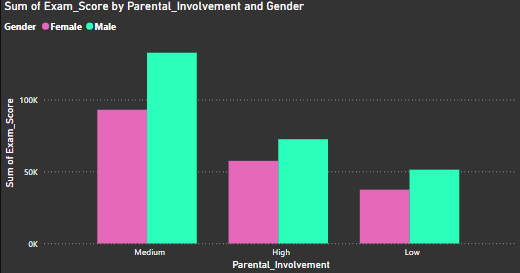 Sum of Exam_Score by Parental_Involvement and Gender
Gender Female Male
Sum of Exam_Score
100K
50K
0K
Medium High Low
Parental_Involvement